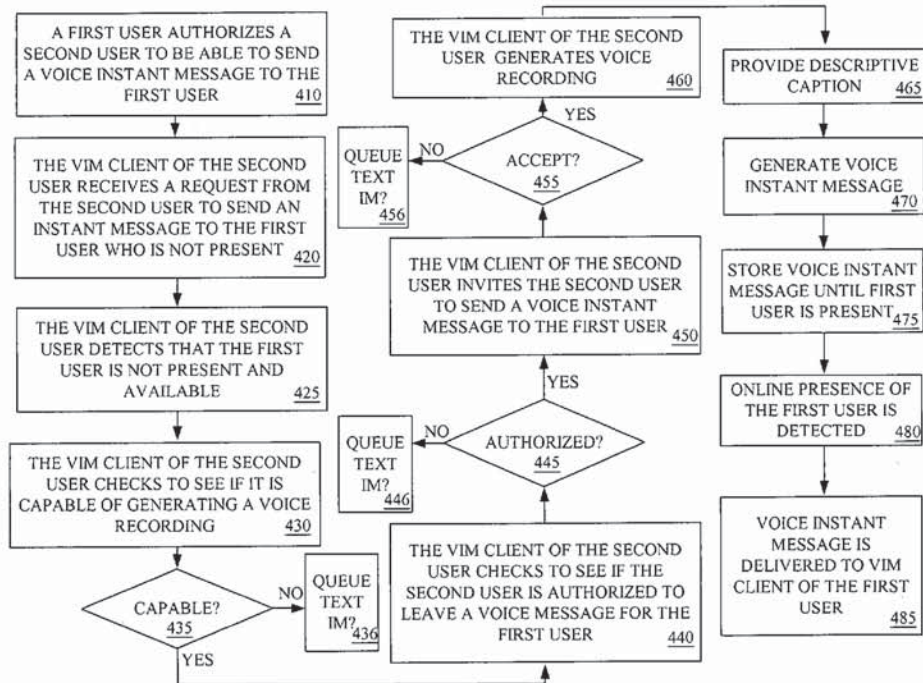 A FIRST USER AUTHORIZES A
SECOND USER TO BE ABLE TO SEND
A VOICE INSTANT MESSAGE TO THE
FIRST USER
410
THE VIM CLIENT OF THE SECOND
USER RECEIVES A REQUEST FROM
THE SECOND USER TO SEND AN
INSTANT MESSAGE TO THE FIRST
USER WHO IS NOT PRESENT
420
THE VIM CLIENT OF THE SECOND
USER DETECTS THAT THE FIRST
USER IS NOT PRESENT AND
AVAILABLE
425
THE VIM CLIENT OF THE SECOND
USER CHECKS TO SEE IF IT IS
CAPABLE OF GENERATING A VOICE
RECORDING
430
CAPABLE?
435
NO
QUEUE
TEXT
IM?
436
YES
THE VIM CLIENT OF THE SECOND
USER CHECKS TO SEE IF THE
SECOND USER IS AUTHORIZED TO
LEAVE A VOICE MESSAGE FOR THE
FIRST USER
440
AUTHORIZED?
445
NO
QUEUE
TEXT
IM?
446
YES
THE VIM CLIENT OF THE SECOND
USER INVITES THE SECOND USER
TO SEND A VOICE INSTANT
MESSAGE TO THE FIRST USER
450
ACCEPT?
455
NO
QUEUE
TEXT
IM?
456
YES
THE VIM CLIENT OF THE SECOND
USER GENERATES VOICE
RECORDING
460
PROVIDE DESCRIPTIVE
CAPTION
465
GENERATE VOICE
INSTANT MESSAGE
470
STORE VOICE INSTANT
MESSAGE UNTIL FIRST
USER IS PRESENT
475
ONLINE PRESENCE OF
THE FIRST USER IS
DETECTED
480
VOICE INSTANT
MESSAGE IS
DELIVERED TO VIM
CLIENT OF THE FIRST
USER
485